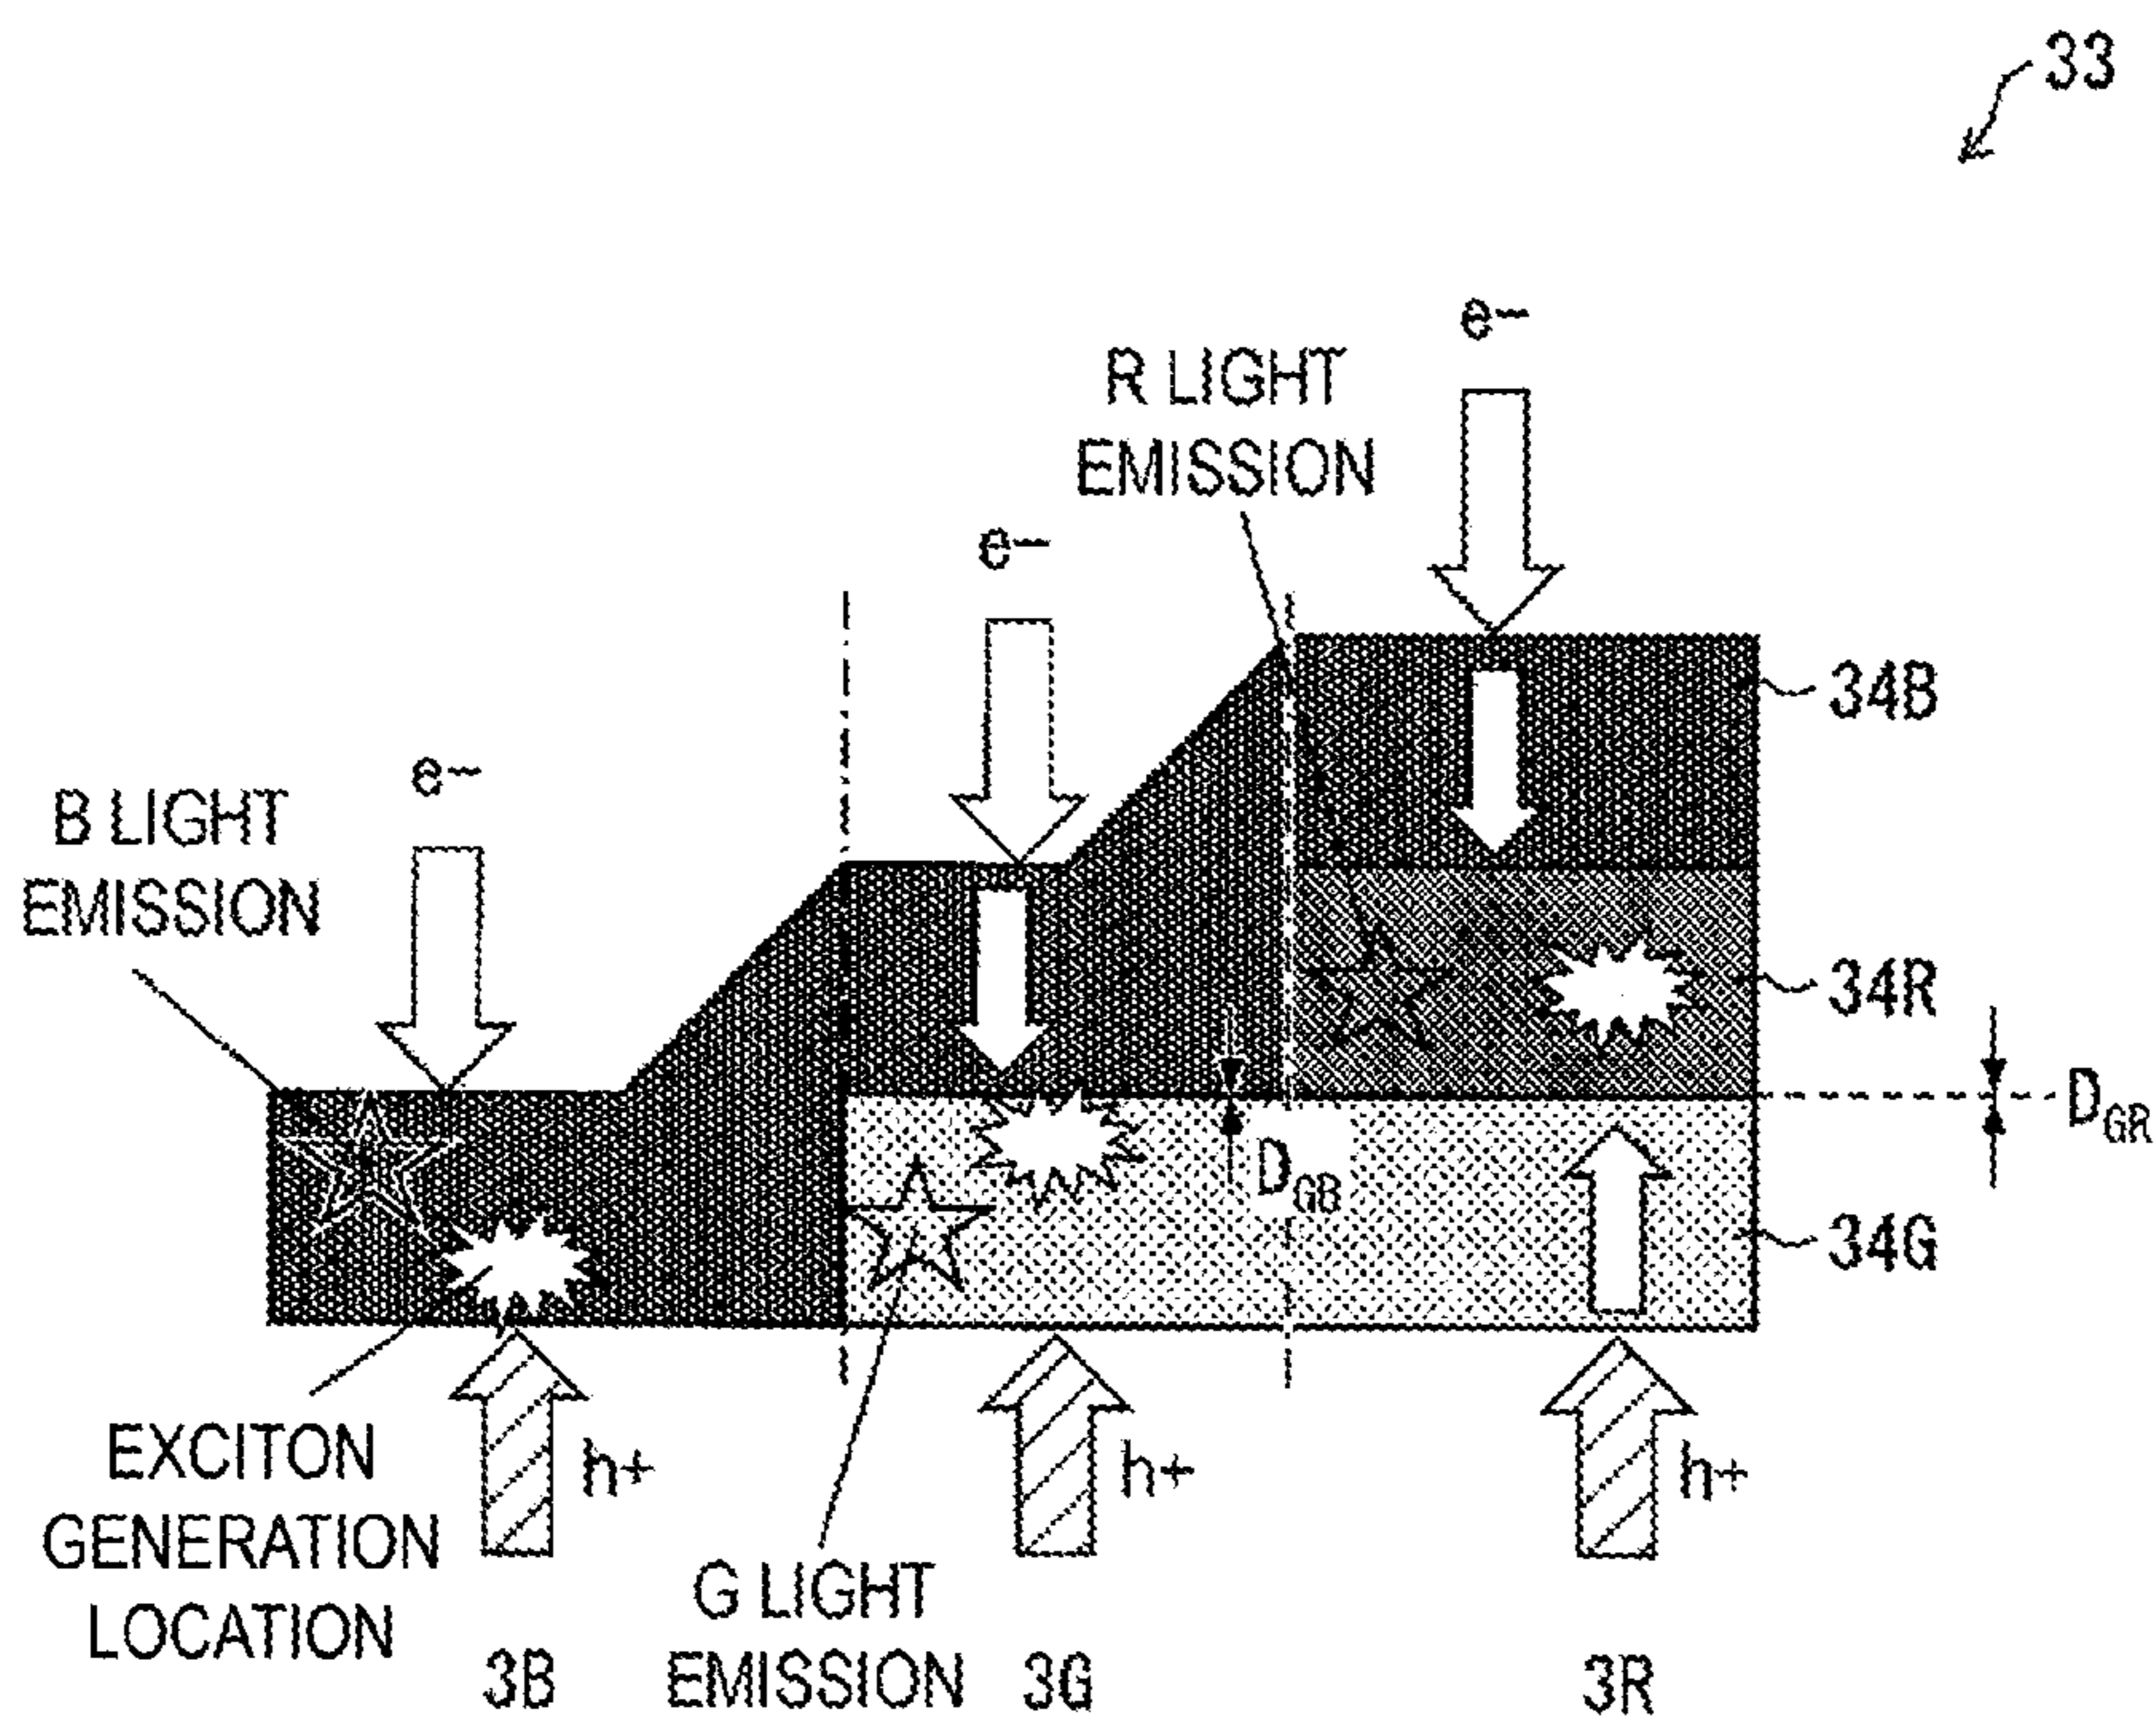 33
e−
R LIGHT
EMISSION
e−
34B
e−
B LIGHT
EMISSION
34R
D_GR
D_GB
34G
h+
h+
h+
EXCITON
GENERATION
LOCATION
G LIGHT
EMISSION
3B
3G
3R